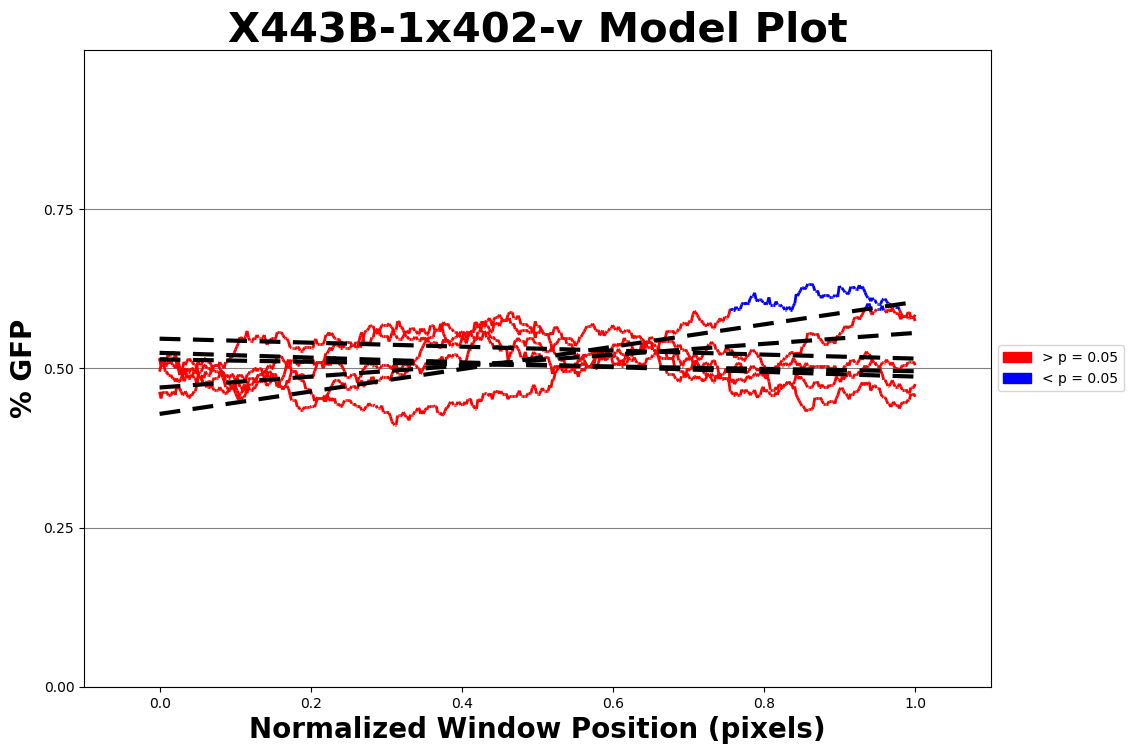 X443B-1x402-v Model Plot
% GFP
0.75
0.50
0.25
0.00
0.0 0.2 0.4 0.6 0.8 1.0
Normalized Window Position (pixels)
> p = 0.05
< p = 0.05